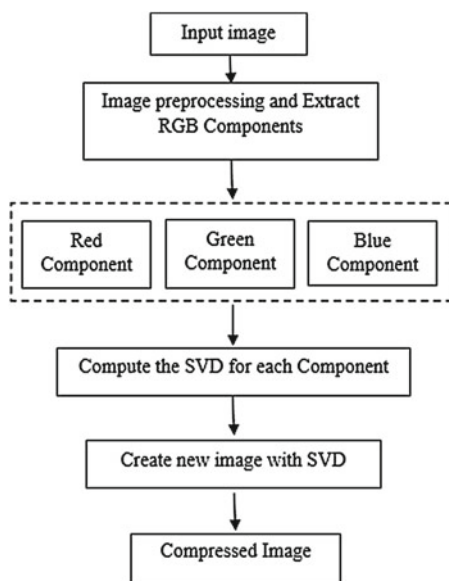 Input image
Image preprocessing and Extract
RGB Components
Red
Component
Green
Component
Blue
Component
Compute the SVD for each Component
Create new image with SVD
Compressed Image